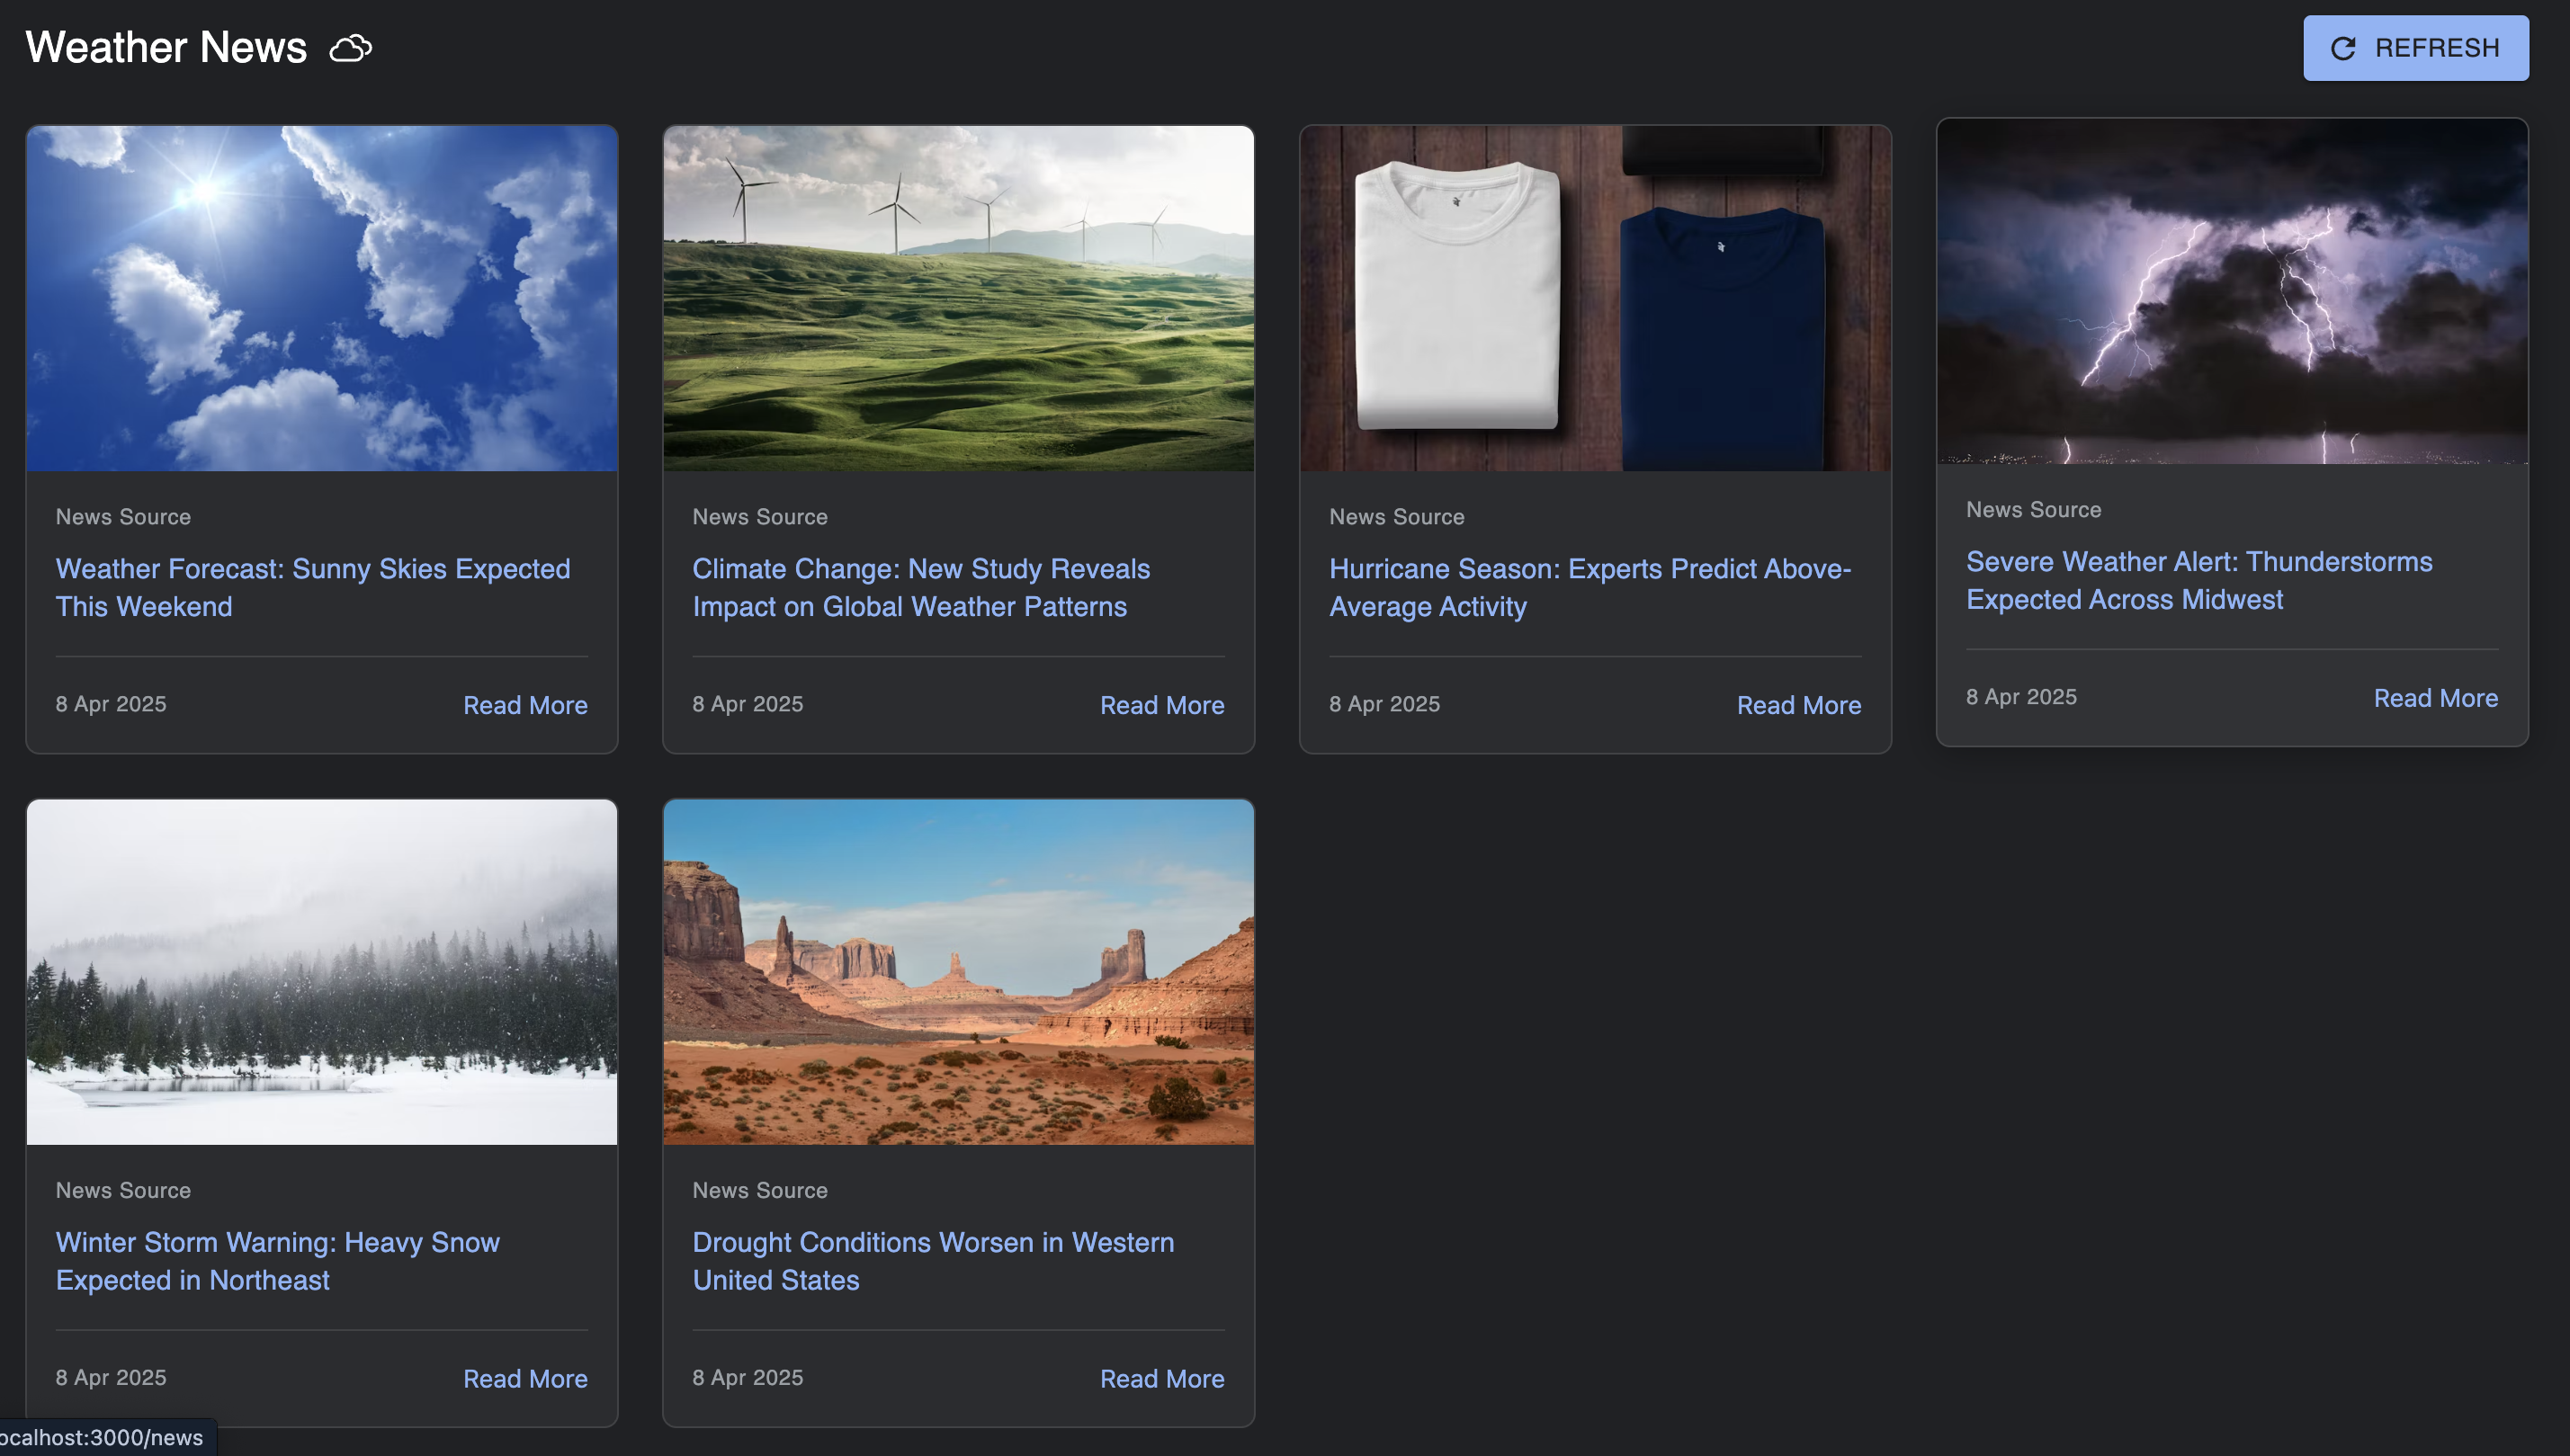 Weather News
REFRESH
News Source
Weather Forecast: Sunny Skies Expected
This Weekend
8 Apr 2025
Read More
News Source
Climate Change: New Study Reveals
Impact on Global Weather Patterns
8 Apr 2025
Read More
News Source
Hurricane Season: Experts Predict Above-
Average Activity
8 Apr 2025
Read More
News Source
Severe Weather Alert: Thunderstorms
Expected Across Midwest
8 Apr 2025
Read More
News Source
Winter Storm Warning: Heavy Snow
Expected in Northeast
8 Apr 2025
Read More
News Source
Drought Conditions Worsen in Western
United States
8 Apr 2025
Read More
ocalhost:3000/news